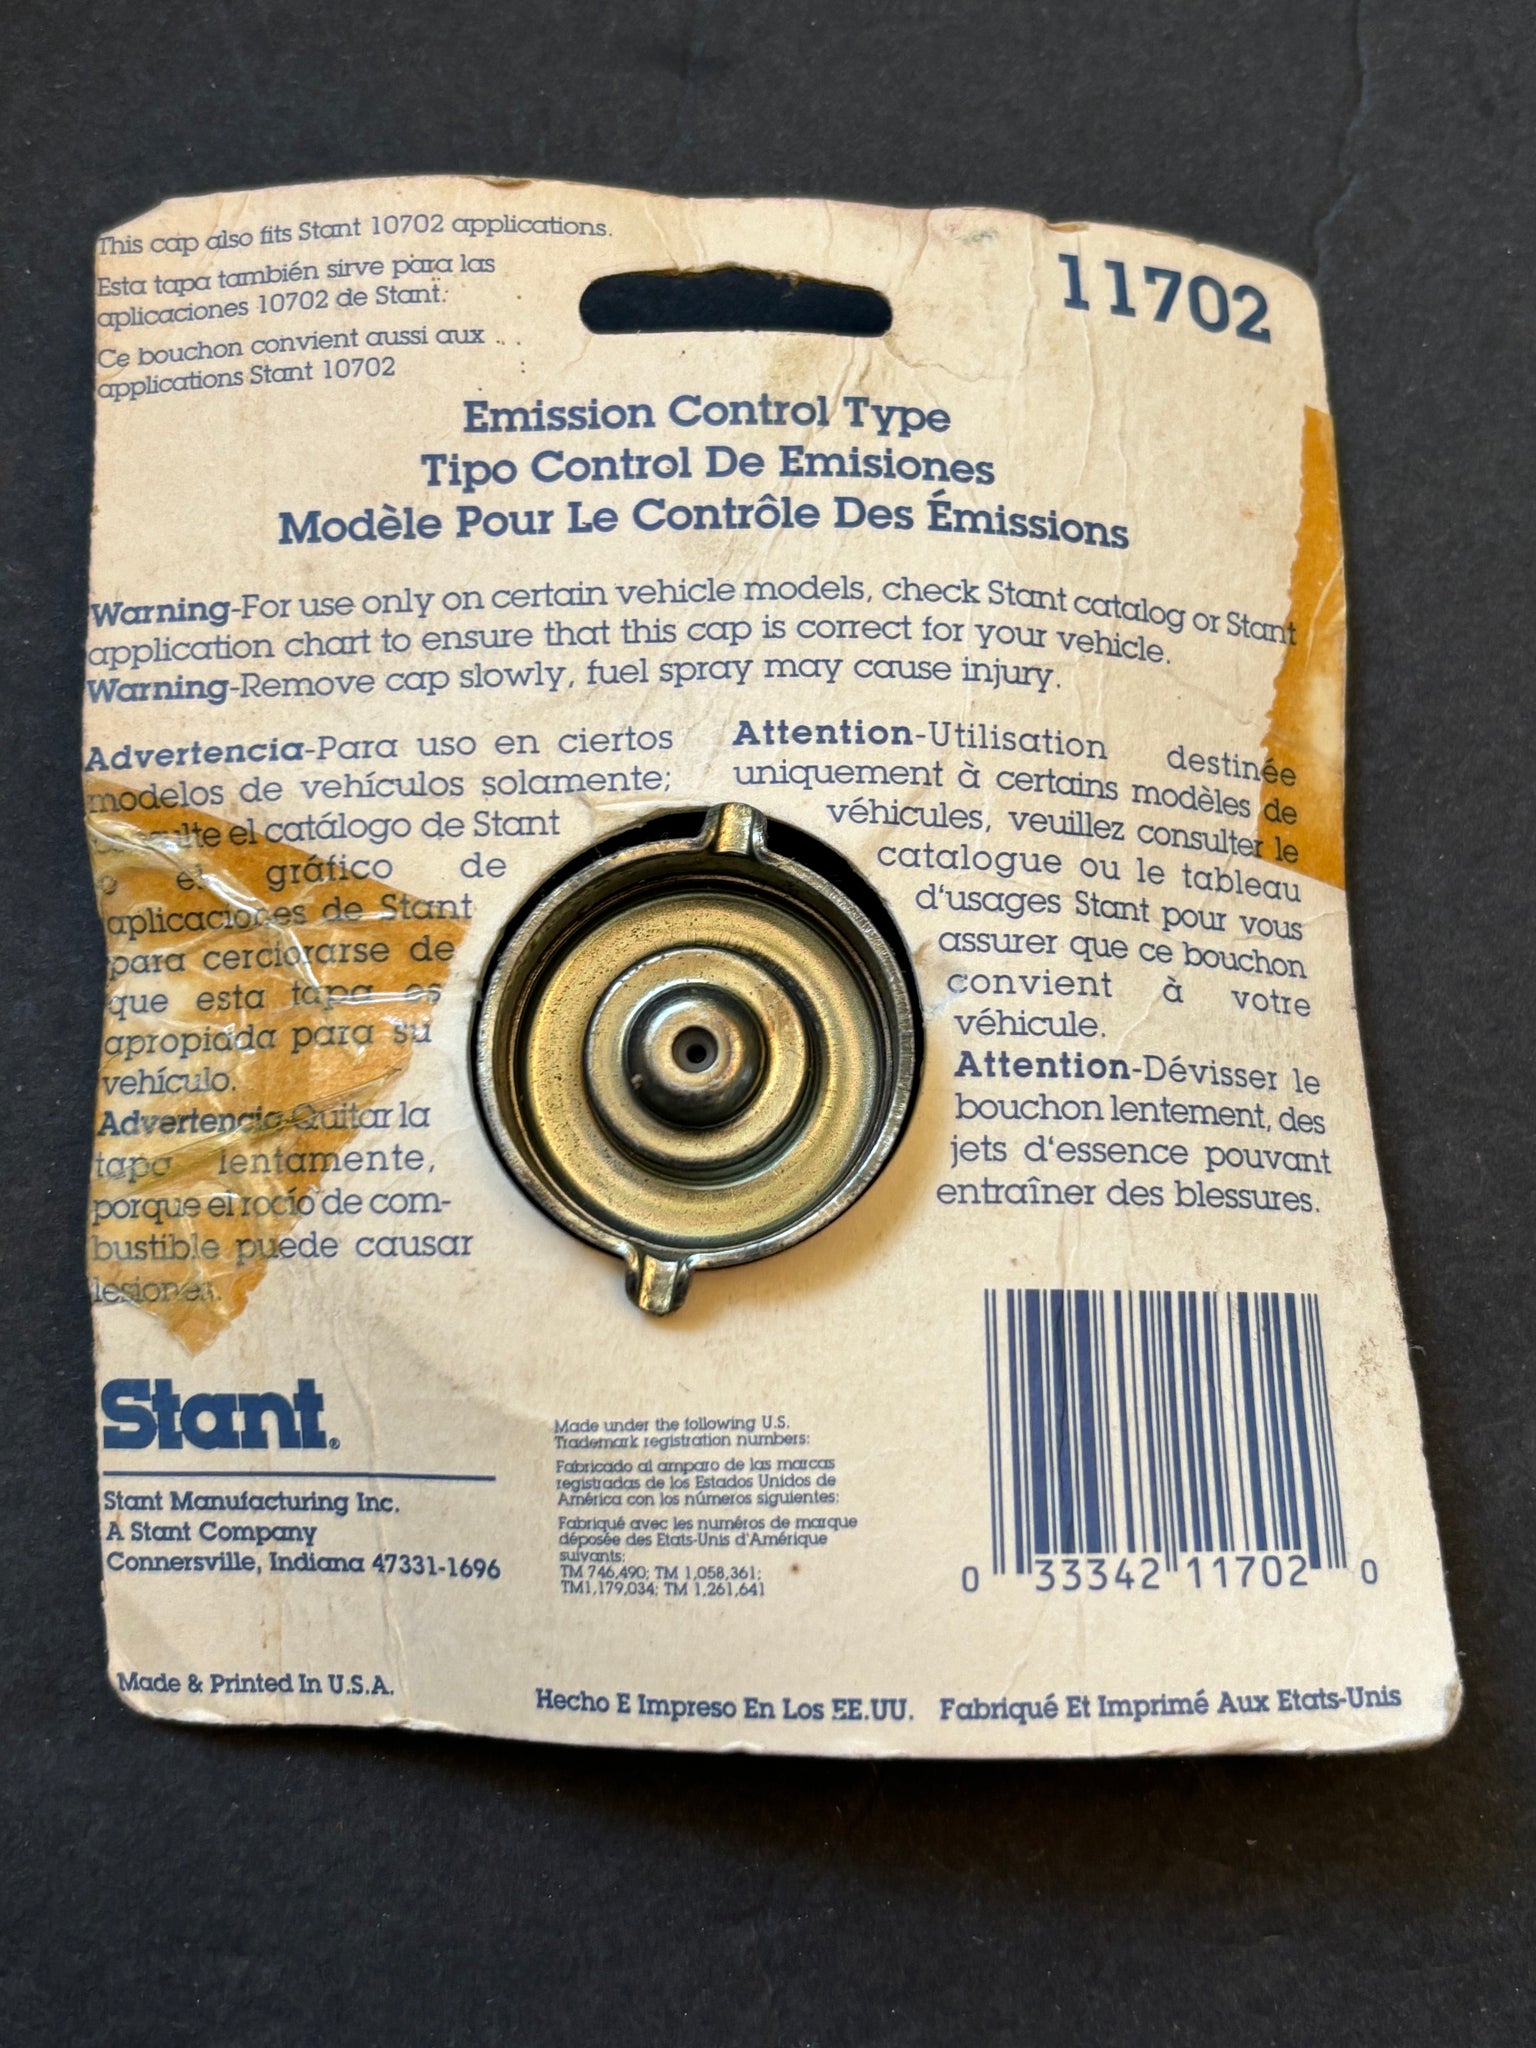 This cap also fits Stant 10702 applications.
Esta tapa también sirve para las
aplicaciones 10702 de Stant.
Ce bouchon convient aussi aux
applications Stant 10702
11702
Emission Control Type
Tipo Control De Emisiones
Modèle Pour Le Contrôle Des Émissions
Warning-For use only on certain vehicle models, check Stant catalog or Stant
application chart to ensure that this cap is correct for your vehicle.
Warning-Remove cap slowly, fuel spray may cause injury.
Advertencia-Para uso en ciertos
modelos de vehículos solamente;
el catálogo de Stant
o el gráfico de
aplicaciones de Stant
para cerciorarse de
que esta tapa es
apropiada para su
vehículo.
Advertencia-Quitar la
tapa lentamente,
porque el rocío de com-
bustible puede causar
lesiones.
Attention-Utilisation destinée
uniquement à certains modèles de
véhicules, veuillez consulter le
catalogue ou le tableau
d'usages Stant pour vous
assurer que ce bouchon
convient à votre
véhicule.
Attention-Dévisser le
bouchon lentement, des
jets d'essence pouvant
entraîner des blessures.
Stant®
Stant Manufacturing Inc.
A Stant Company
Connersville, Indiana 47331-1696
Made under the following U.S.
Trademark registration numbers:
Fabricado al amparo de las marcas
registradas de los Estados Unidos de
América con los números siguientes:
Fabriqué avec les numéros de marque
déposée des Etats-Unis d'Amérique
suivants:
TM 746,490; TM 1,058,361;
TM1,179,034; TM 1,261,641
0 33342 11702 0
Made & Printed In U.S.A.
Hecho E Impreso En Los EE.UU.
Fabriqué Et Imprimé Aux Etats-Unis